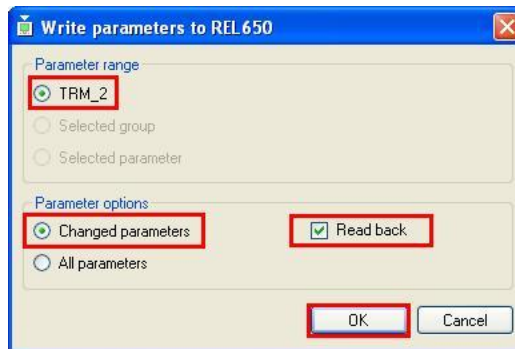 Write parameters to REL650
Parameter range
TRM_2
Selected group
Selected parameter
Parameter options
Changed parameters
Read back
All parameters
OK
Cancel